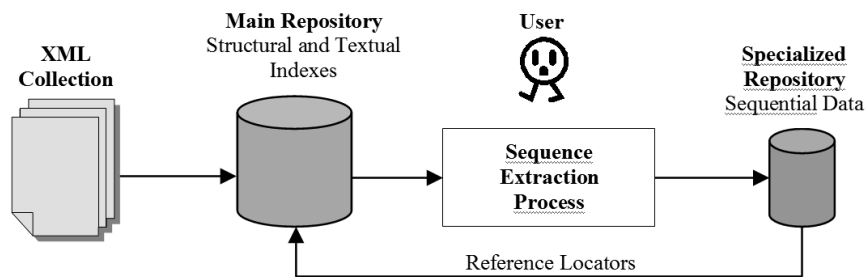 XML
Collection
Main Repository
Structural and Textual
Indexes
User
Specialized
Repository
Sequential Data
Sequence
Extraction
Process
Reference Locators